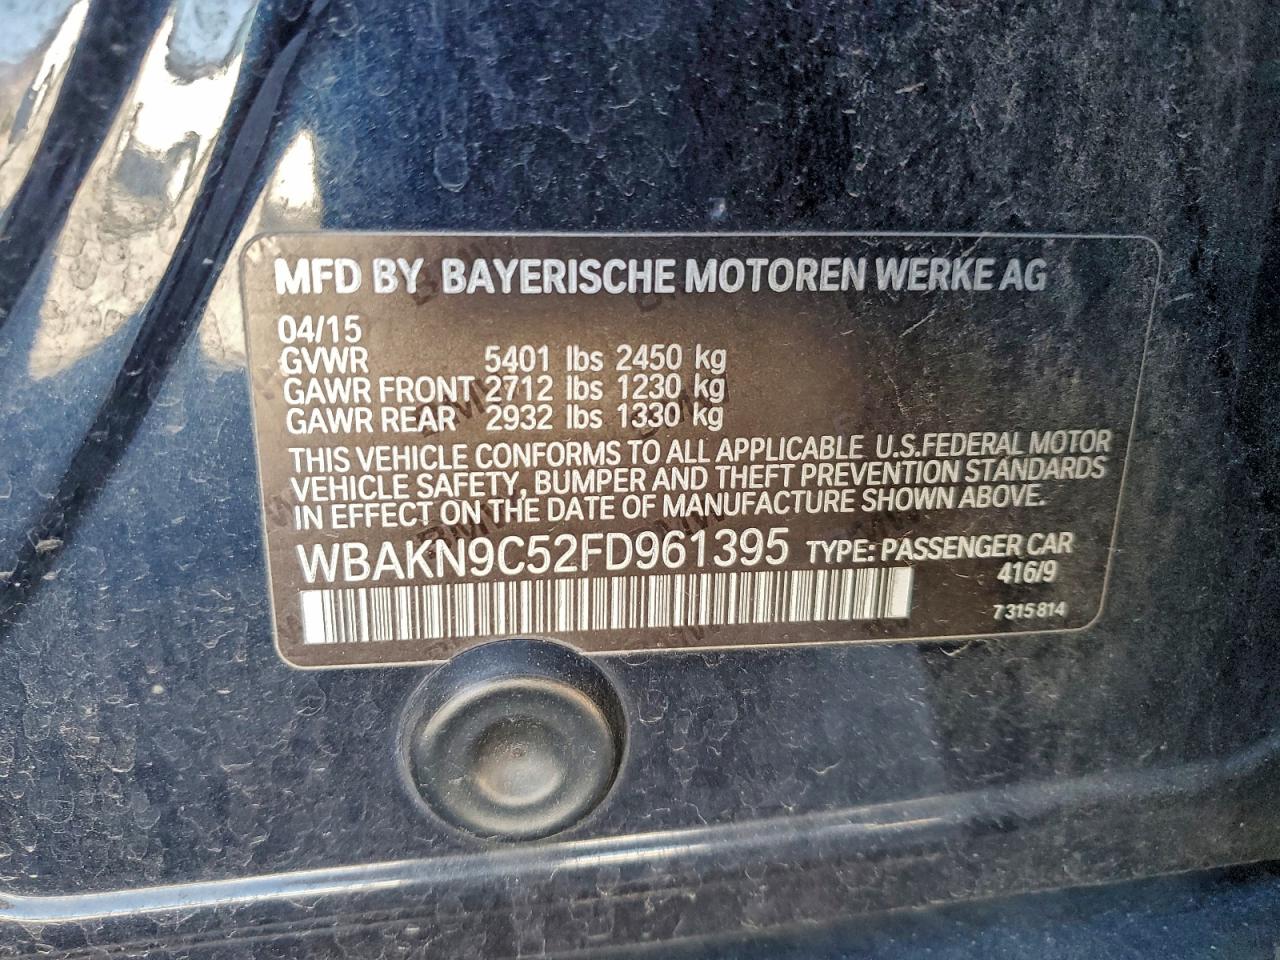 MFD BY BAYERISCHE MOTOREN WERKE AG
04/15
GVWR 5401 lbs 2450 kg
GAWR FRONT 2712 lbs 1230 kg
GAWR REAR 2932 lbs 1330 kg
THIS VEHICLE CONFORMS TO ALL APPLICABLE U.S.FEDERAL MOTOR
VEHICLE SAFETY, BUMPER AND THEFT PREVENTION STANDARDS
IN EFFECT ON THE DATE OF MANUFACTURE SHOWN ABOVE.
WBAKN9C52FD961395 TYPE: PASSENGER CAR
416/9
7 315 814